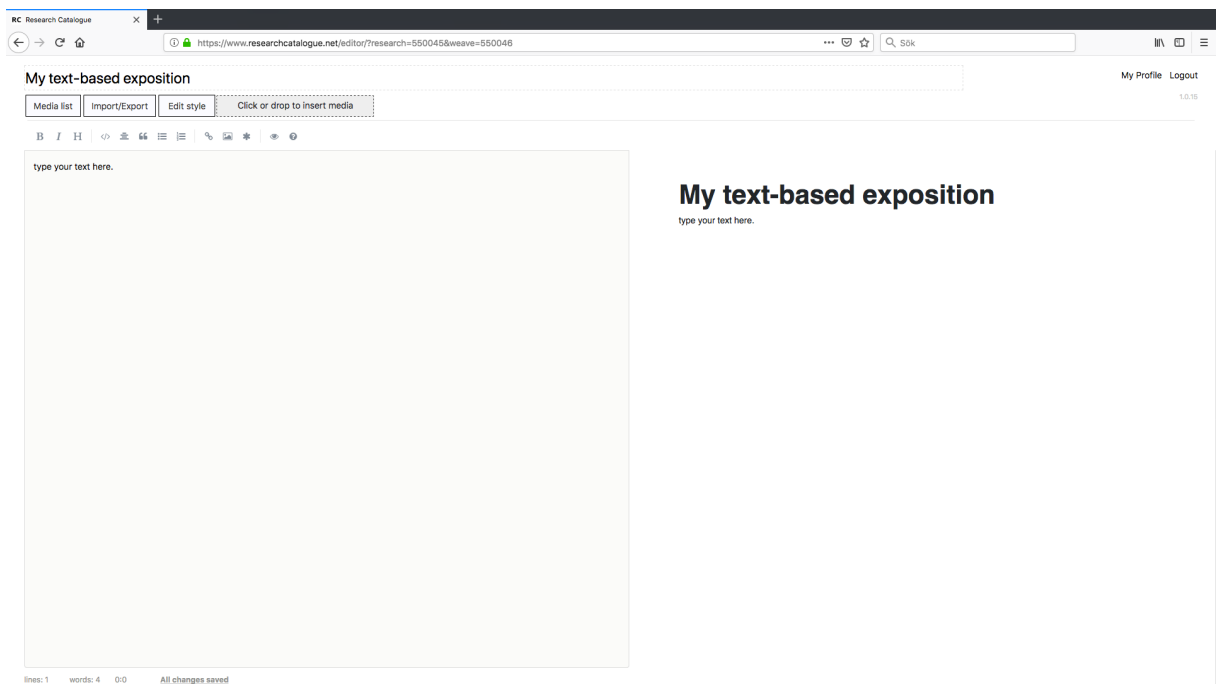 RC Research Catalogue
https://www.researchcatalogue.net/editor/?research=550045&weave=550046
Sök
My text-based exposition
My Profile Logout
Media list Import/Export Edit style Click or drop to insert media
1.0.15
B I H
type your text here.
My text-based exposition
type your text here.
lines: 1 words: 4 0:0 All changes saved